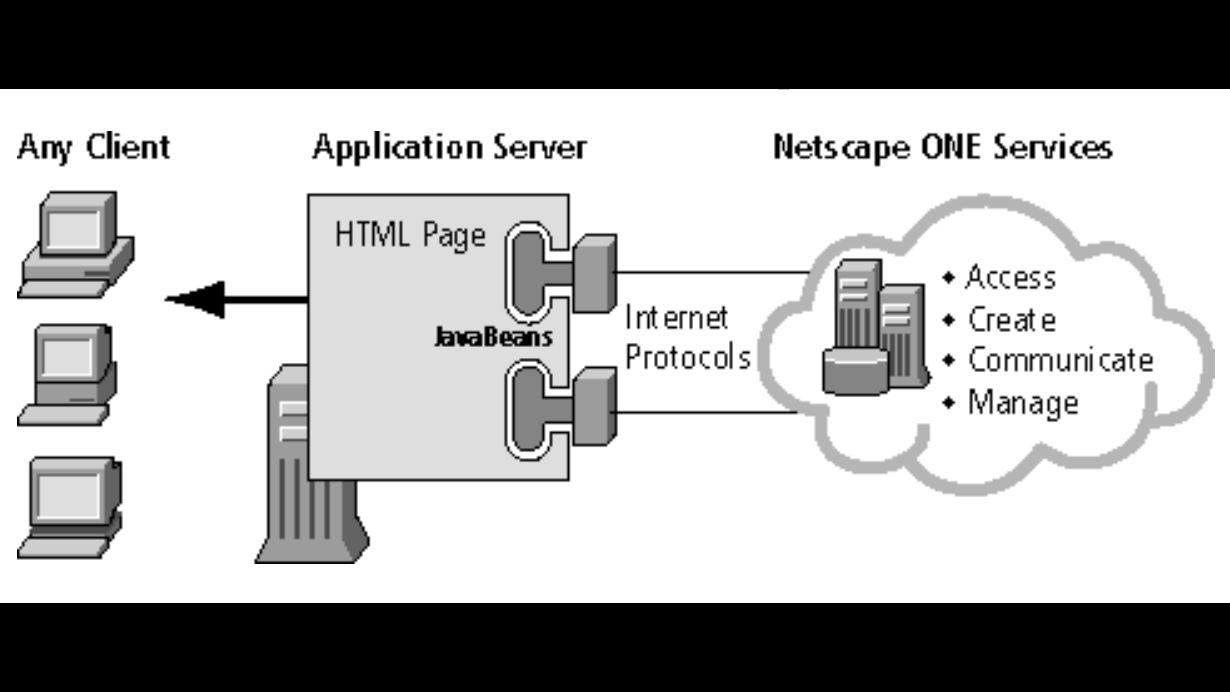 Any Client
Application Server
Netscape ONE Services
HTML Page
JavaBeans
Internet
Protocols
◆ Access
◆ Create
◆ Communicate
◆ Manage